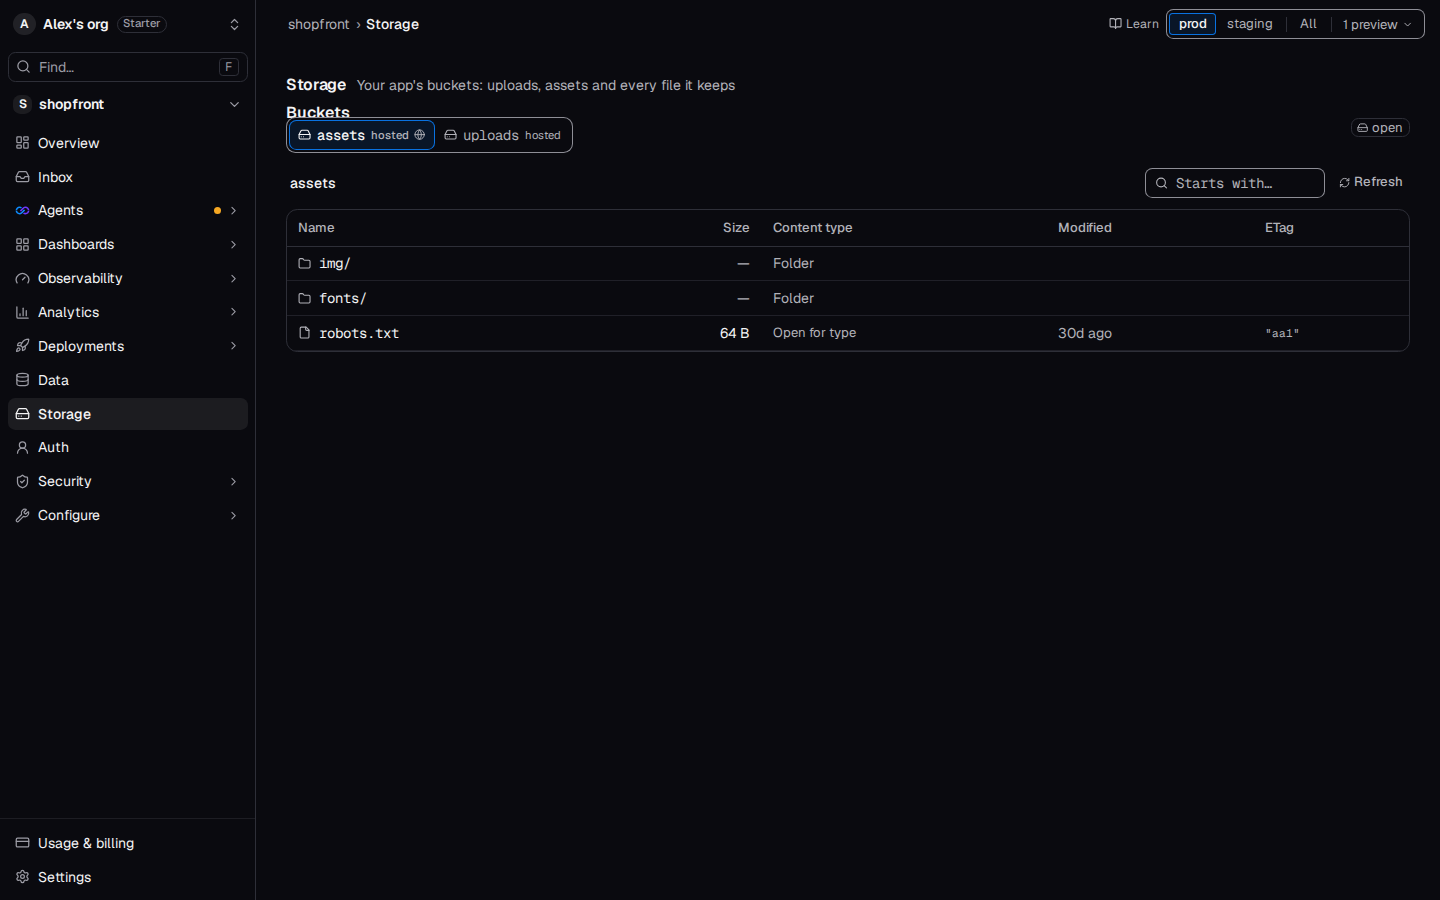 A Alex's org Starter
Find... F
S shopfront
Overview
Inbox
Agents
Dashboards
Observability
Analytics
Deployments
Data
Storage
Auth
Security
Configure
Usage & billing
Settings
shopfront › Storage
Learn prod staging All 1 preview
Storage Your app's buckets: uploads, assets and every file it keeps
Buckets
assets hosted uploads hosted open
assets Starts with... Refresh
Name Size Content type Modified ETag
img/ — Folder
fonts/ — Folder
robots.txt 64 B Open for type 30d ago "aa1"